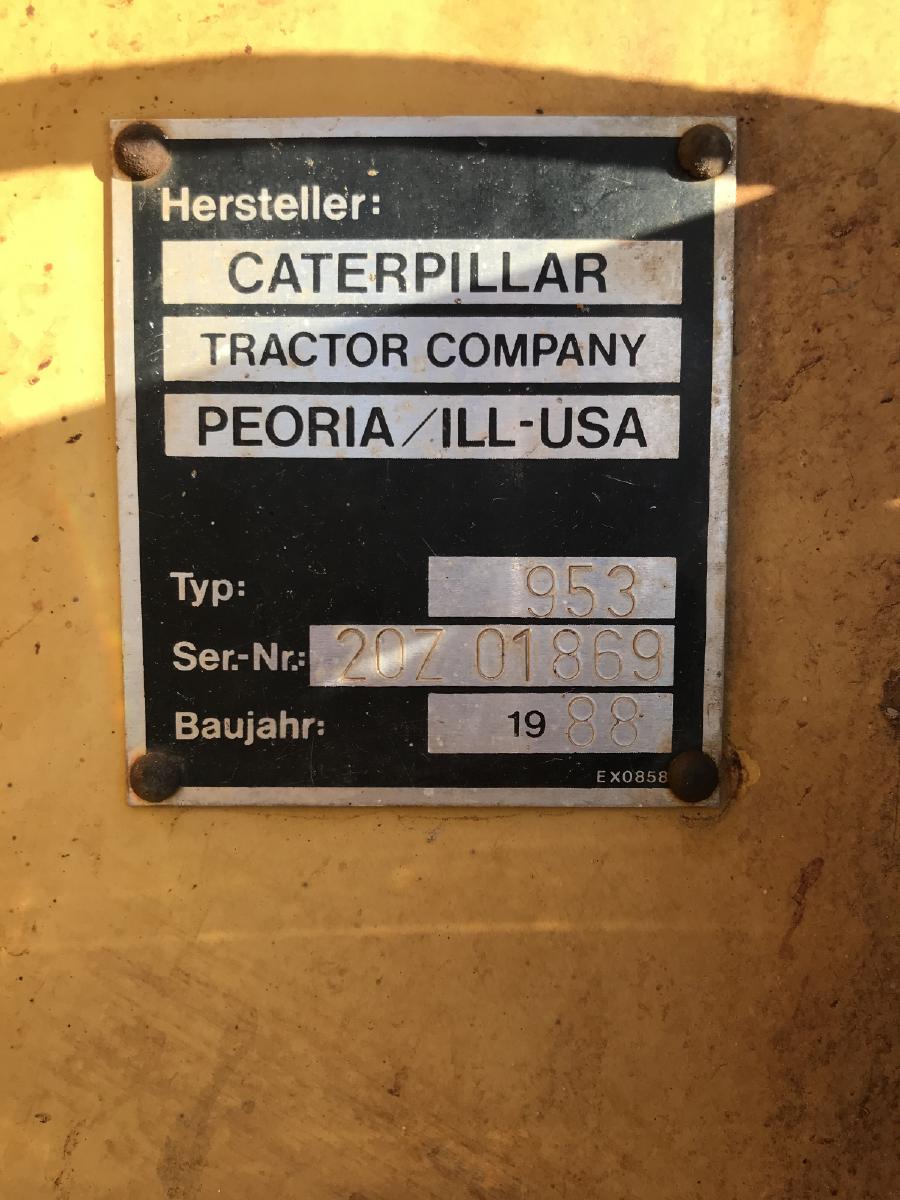 Hersteller:
CATERPILLAR
TRACTOR COMPANY
PEORIA/ILL-USA
Typ: 953
Ser.-Nr.: 20Z 01869
Baujahr: 1988
EX0858